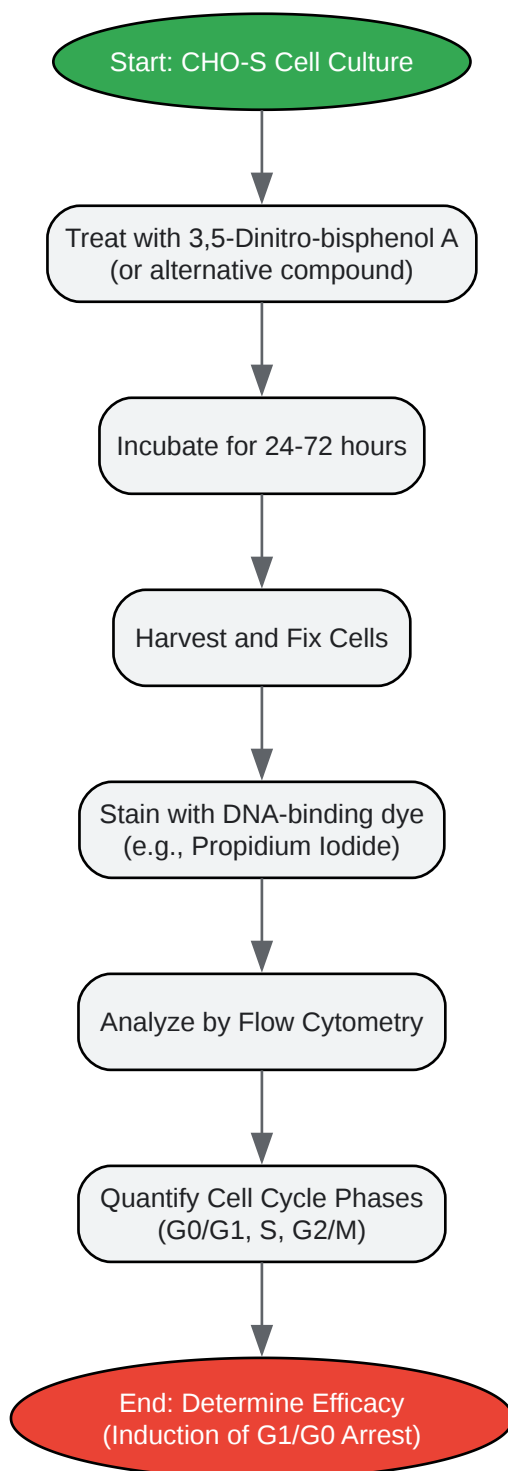 Start: CHO-S Cell Culture
Treat with 3,5-Dinitro-bisphenol A
(or alternative compound)
Incubate for 24-72 hours
Harvest and Fix Cells
Stain with DNA-binding dye
(e.g., Propidium Iodide)
Analyze by Flow Cytometry
Quantify Cell Cycle Phases
(G0/G1, S, G2/M)
End: Determine Efficacy
(Induction of G1/G0 Arrest)